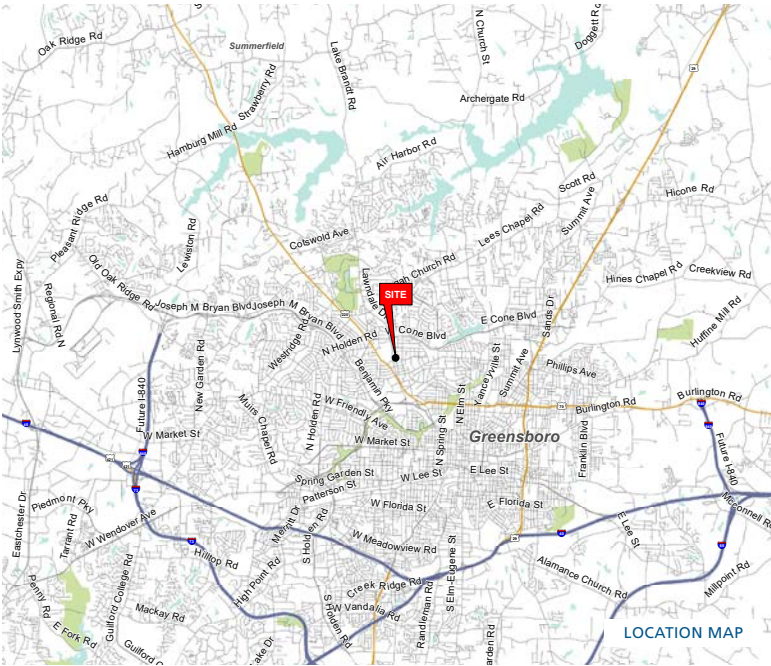 Oak Ridge Rd
Summerfield
Strawberry Rd
Lake Brandt Rd
N Church St
Doggett Rd
Archergate Rd
Hamburg Mill Rd
Air Harbor Rd
Scott Rd
Summit Ave
Hicone Rd
Pleasant Ridge Rd
Lewiston Rd
Cotswold Ave
Lees Chapel Rd
Old Oak Ridge Rd
Lawndale Dr
Church Rd
Hines Chapel Rd
Creekview Rd
Lynwood Smith Expy
Regional Rd N
SITE
Joseph M Bryan Blvd
Joseph M Bryan Blvd
Sands Dr
Huffine Mill Rd
Westridge Rd
N Holden Rd
Cone Blvd
E Cone Blvd
New Garden Rd
Benjamin Pky
N Elm St
Yanceyville St
Summit Ave
Phillips Ave
Future I-840
Muirs Chapel Rd
N Holden Rd
W Friendly Ave
Burlington Rd
Burlington Rd
W Market St
W Market St
N Spring St
Greensboro
Franklin Blvd
Future I-840
Spring Garden St
Patterson St
W Lee St
E Lee St
Eastchester Dr
Piedmont Pky
Tarrant Rd
W Wendover Ave
Merritt Dr
S Holden Rd
W Florida St
E Florida St
E Lee St
Mcconnell Rd
W Meadowview Rd
Hilltop Rd
Guilford College Rd
High Point Rd
Creek Ridge Rd
S Elm-Eugene St
Alamance Church Rd
Millpoint Rd
Penny Rd
Mackay Rd
W Vandalia Rd
Randleman Rd
S Holden Rd
E Fork Rd
Guilford C
Lake Dr
arden Rd
LOCATION MAP